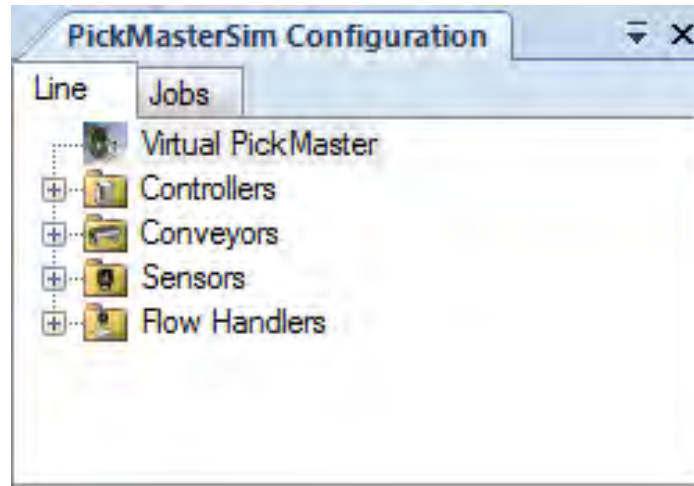 PickMasterSim Configuration
Line Jobs
Virtual PickMaster
Controllers
Conveyors
Sensors
Flow Handlers